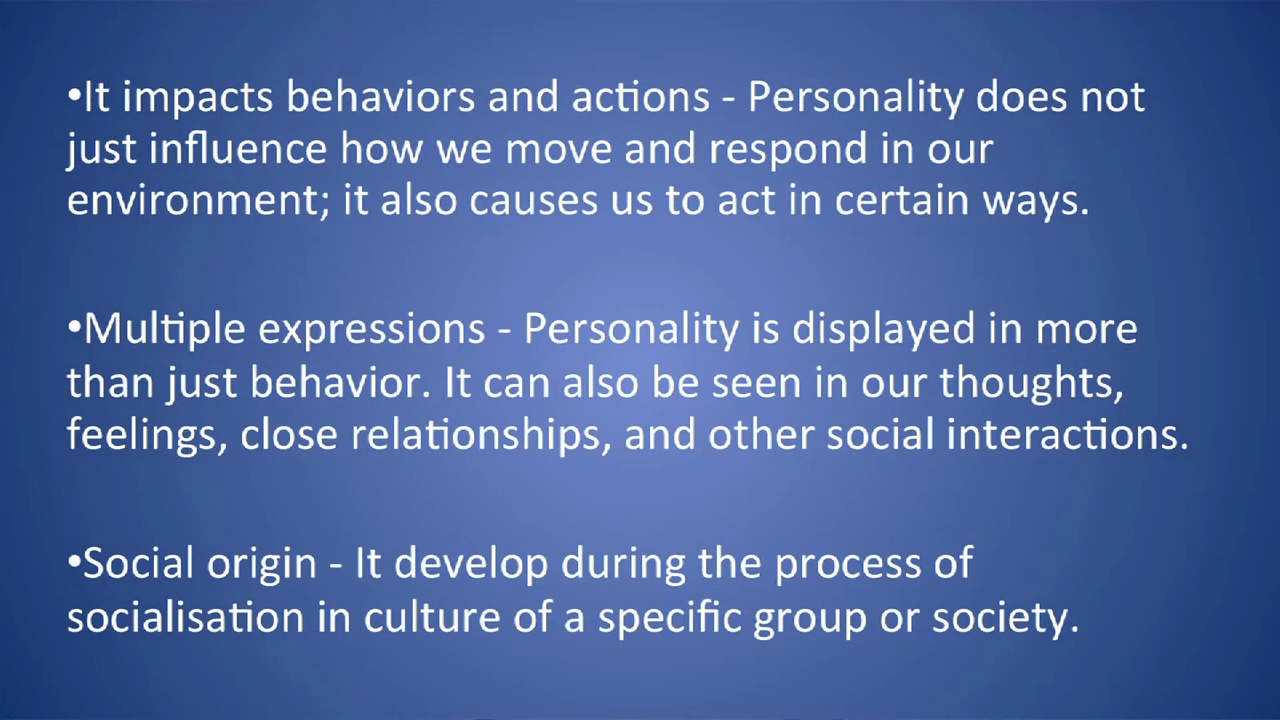 •It impacts behaviors and actions - Personality does not
just influence how we move and respond in our
environment; it also causes us to act in certain ways.
•Multiple expressions - Personality is displayed in more
than just behavior. It can also be seen in our thoughts,
feelings, close relationships, and other social interactions.
•Social origin - It develop during the process of
socialisation in culture of a specific group or society.